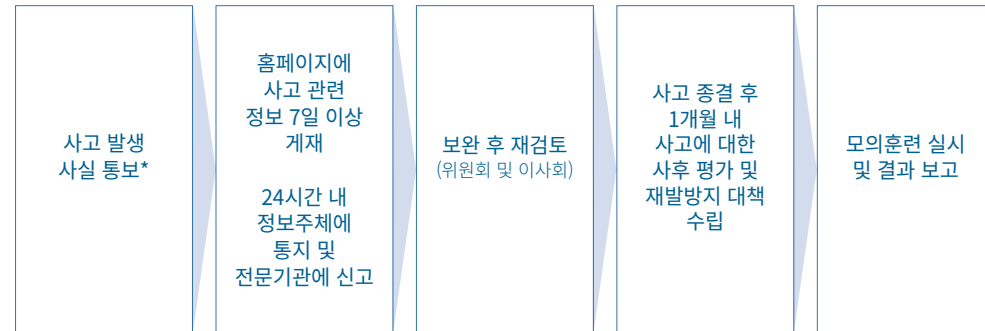 사고 발생
사실 통보*
홈페이지에
사고 관련
정보 7일 이상
게재
24시간 내
정보주체에
통지 및
전문기관에 신고
보완 후 재검토
(위원회 및 이사회)
사고 종결 후
1개월 내
사고에 대한
사후 평가 및
재발방지 대책
수립
모의훈련 실시
및 결과 보고